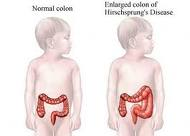 Normal colon
Enlarged colon of
Hirschsprung's Disease